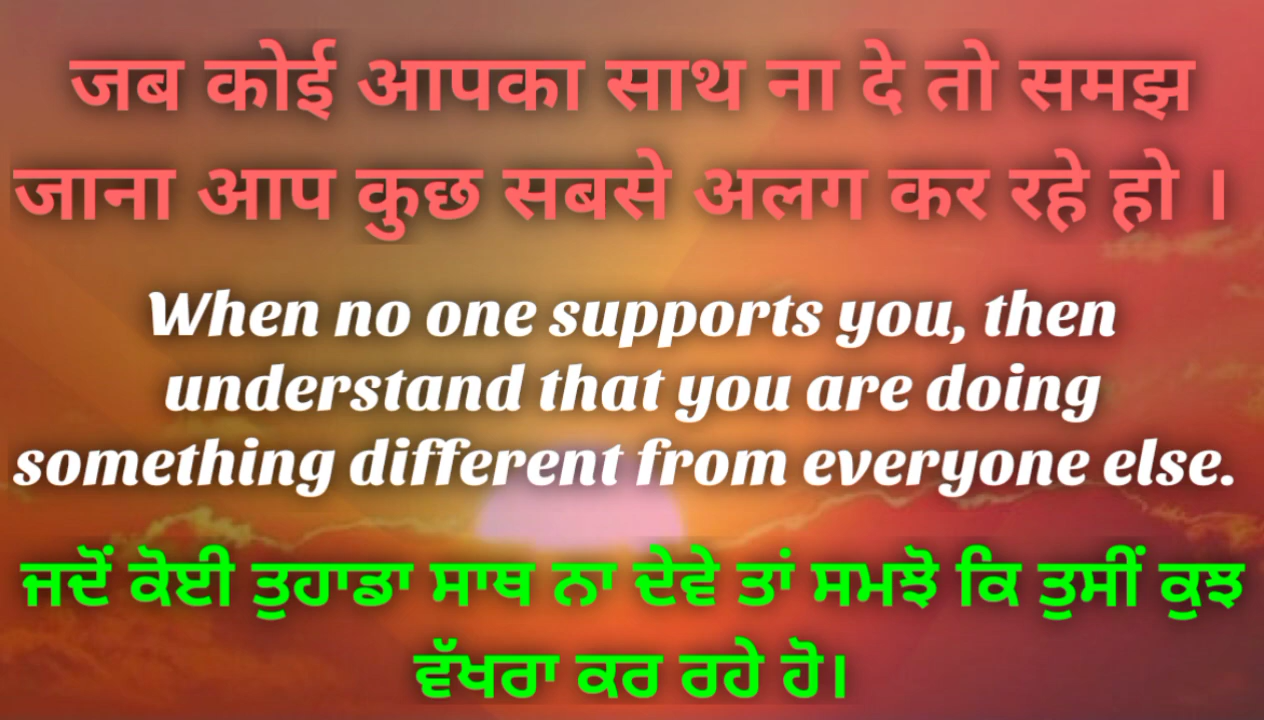 जब कोई आपका साथ ना दे तो समझ
जाना आप कुछ सबसे अलग कर रहे हो ।
When no one supports you, then
understand that you are doing
something different from everyone else.
ਜਦੋਂ ਕੋਈ ਤੁਹਾਡਾ ਸਾਥ ਨਾ ਦੇਵੇ ਤਾਂ ਸਮਝੋ ਕਿ ਤੁਸੀਂ ਕੁਝ
ਵੱਖਰਾ ਕਰ ਰਹੇ ਹੋ।